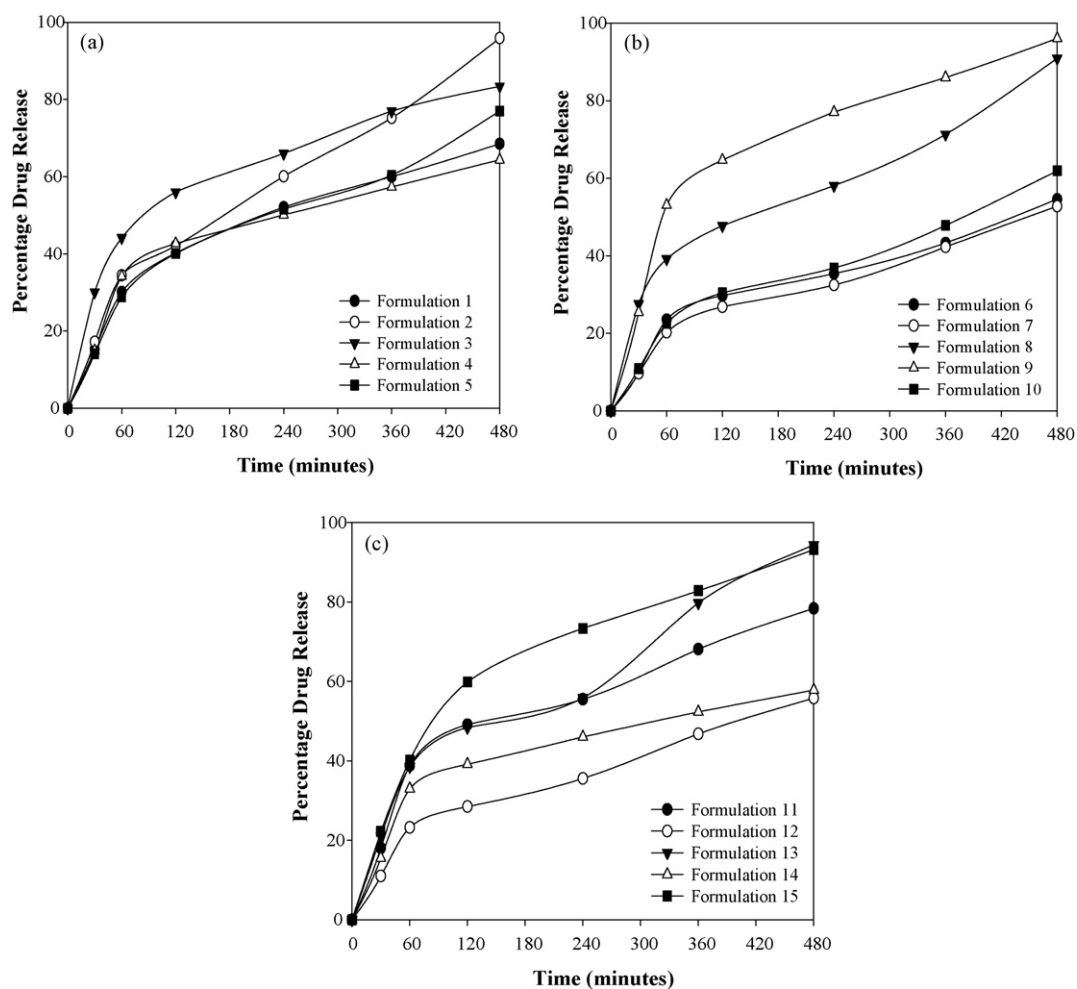 (a)
Percentage Drug Release
100
80
60
40
20
0
0 60 120 180 240 300 360 420 480
Time (minutes)
Formulation 1
Formulation 2
Formulation 3
Formulation 4
Formulation 5
(b)
Percentage Drug Release
100
80
60
40
20
0
0 60 120 180 240 300 360 420 480
Time (minutes)
Formulation 6
Formulation 7
Formulation 8
Formulation 9
Formulation 10
(c)
Percentage Drug Release
100
80
60
40
20
0
0 60 120 180 240 300 360 420 480
Time (minutes)
Formulation 11
Formulation 12
Formulation 13
Formulation 14
Formulation 15